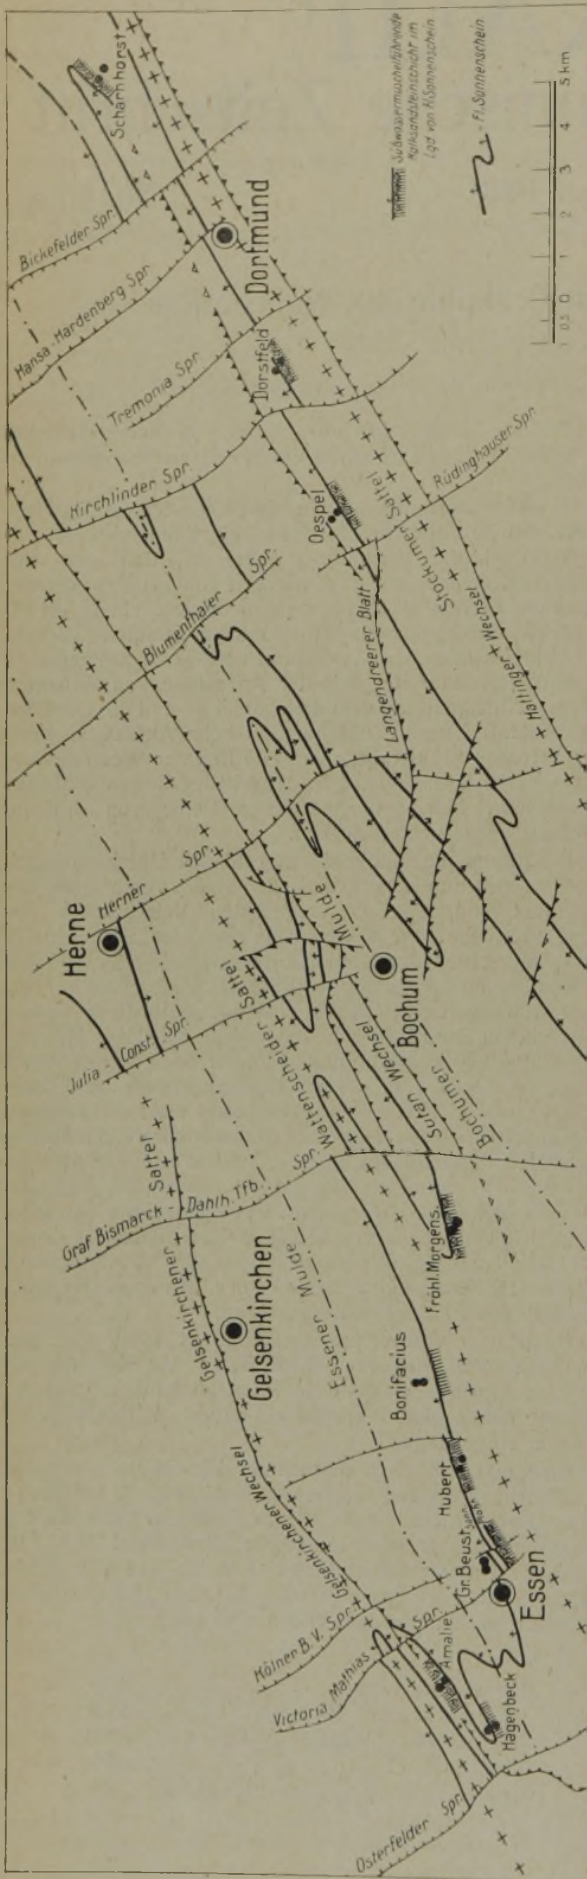 Osterfelder Spr.
Victoria Mathias Spr.
Kölner B.V. Spr.
Hagenbeck
Amalie
Essen
Gr. Beust
Hubert
Bonifacius
Gelsenkirchener Wechsel
Gelsenkirchen
Gelsenkirchener Sattel
Essener Mulde
Graf Bismarck - Dahlh. Tfb.
Spr.
Fröhl. Morgens.
Wattenscheider Sattel
Sutan Wechsel
Bochumer Mulde
Bochum
Julia - Const. Spr.
Herne
Herner Spr.
Blumenthaler Spr.
Langendreerer Blatt
Kirchlinder Spr.
Oespel
Stockumer Sattel
Hattinger Wechsel
Rüdinghauser Spr.
Tremonia Spr.
Dorstfeld
Hansa - Hardenberg Spr.
Dortmund
Bickefelder Spr.
Scharnhorst
Süßwassermuschelführende
Kalksandsteinschicht im
Lgd von Fl.Sonnenschein
= Fl. Sonnenschein
1 0,5 0 1 2 3 4 5 km